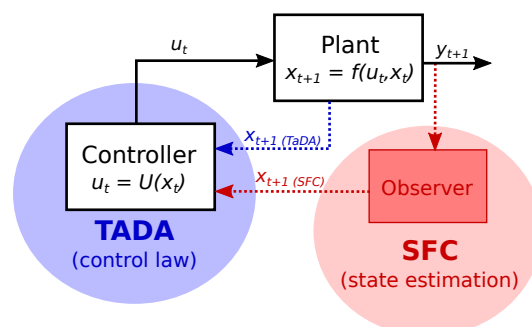 u_t
Plant
x_{t+1} = f(u_t,x_t)
y_{t+1}
x_{t+1 (TaDA)}
Controller
u_t = U(x_t)
x_{t+1 (SFC)}
Observer
TADA
(control law)
SFC
(state estimation)